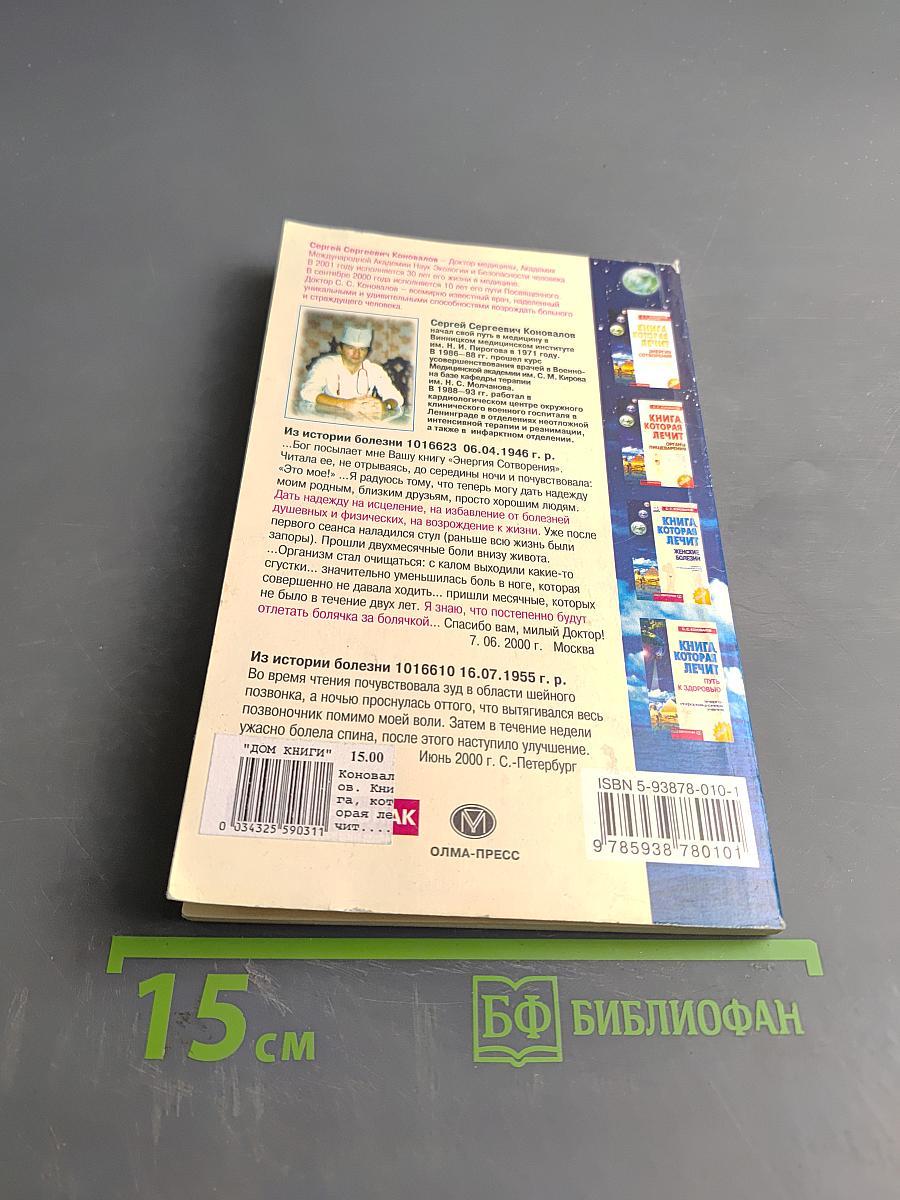 Сергей Сергеевич Коновалов – Доктор медицины, Академик
Международной Академии Наук Экологии и Безопасности человека.
В 2001 году исполняется 30 лет его жизни в медицине.
В сентябре 2000 года исполняется 10 лет его пути Посвященного.
Доктор С. С. Коновалов – всемирно известный врач, наделенный
уникальными и удивительными способностями возрождать больного
и страждущего человека.
Сергей Сергеевич Коновалов
начал свой путь в медицину в
Винницком медицинском институте
им. Н. И. Пирогова в 1971 году.
В 1986–88 гг. прошел курс
усовершенствования врачей в Военно-
Медицинской академии им. С. М. Кирова
на базе кафедры терапии
им. Н. С. Молчанова.
В 1988–93 гг. работал в
кардиологическом центре окружного
клинического военного госпиталя в
Ленинграде в отделениях неотложной
интенсивной терапии и реанимации,
а также в инфарктном отделении.
Из истории болезни 1016623 06.04.1946 г. р.
...Бог посылает мне Вашу книгу «Энергия Сотворения».
Читала ее, не отрываясь, до середины ночи и почувствовала:
«Это мое!» ...Я радуюсь тому, что теперь могу дать надежду
моим родным, близким друзьям, просто хорошим людям.
Дать надежду на исцеление, на избавление от болезней
душевных и физических, на возрождение к жизни. Уже после
первого сеанса наладился стул (раньше всю жизнь были
запоры). Прошли двухмесячные боли внизу живота.
...Организм стал очищаться: с калом выходили какие-то
сгустки... значительно уменьшилась боль в ноге, которая
совершенно не давала ходить... пришли месячные, которых
не было в течение двух лет. Я знаю, что постепенно будут
отлетать болячка за болячкой... Спасибо вам, милый Доктор!
7. 06. 2000 г. Москва
Из истории болезни 1016610 16.07.1955 г. р.
Во время чтения почувствовала зуд в области шейного
позвонка, а ночью проснулась оттого, что вытягивался весь
позвоночник помимо моей воли. Затем в течение недели
ужасно болела спина, после этого наступило улучшение.
Июнь 2000 г. С.-Петербург
КНИГА,
КОТОРАЯ
ЛЕЧИТ
ЭНЕРГИЯ
СОТВОРЕНИЯ
КНИГА,
КОТОРАЯ
ЛЕЧИТ
ОРГАНЫ
ПИЩЕВАРЕНИЯ
КНИГА,
КОТОРАЯ
ЛЕЧИТ
ЖЕНСКИЕ
БОЛЕЗНИ
КНИГА,
КОТОРАЯ
ЛЕЧИТ
ПУТЬ
К ЗДОРОВЬЮ
"ДОМ КНИГИ" 15.00
Коновал
ов. Кни
га, кот
орая ле
чит....
0 034325 590311
АК
ОЛМА-ПРЕСС
ISBN 5-93878-010-1
9 785938 780101
15 см
БФ БИБЛИОФАН